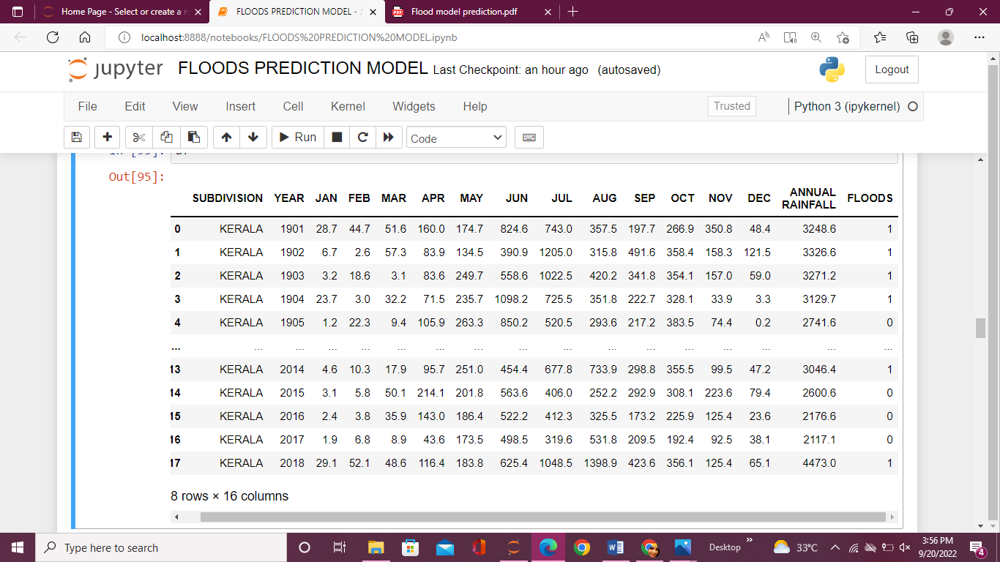 Home Page - Select or create a n
FLOODS PREDICTION MODEL - J
Flood model prediction.pdf
localhost:8888/notebooks/FLOODS%20PREDICTION%20MODEL.ipynb
jupyter FLOODS PREDICTION MODEL Last Checkpoint: an hour ago (autosaved)
Logout
File Edit View Insert Cell Kernel Widgets Help Trusted Python 3 (ipykernel)
Run Code
Out[95]:
SUBDIVISION YEAR JAN FEB MAR APR MAY JUN JUL AUG SEP OCT NOV DEC ANNUAL RAINFALL FLOODS
0 KERALA 1901 28.7 44.7 51.6 160.0 174.7 824.6 743.0 357.5 197.7 266.9 350.8 48.4 3248.6 1
1 KERALA 1902 6.7 2.6 57.3 83.9 134.5 390.9 1205.0 315.8 491.6 358.4 158.3 121.5 3326.6 1
2 KERALA 1903 3.2 18.6 3.1 83.6 249.7 558.6 1022.5 420.2 341.8 354.1 157.0 59.0 3271.2 1
3 KERALA 1904 23.7 3.0 32.2 71.5 235.7 1098.2 725.5 351.8 222.7 328.1 33.9 3.3 3129.7 1
4 KERALA 1905 1.2 22.3 9.4 105.9 263.3 850.2 520.5 293.6 217.2 383.5 74.4 0.2 2741.6 0
... ... ... ... ... ... ... ... ... ... ... ... ... ... ... ... ...
13 KERALA 2014 4.6 10.3 17.9 95.7 251.0 454.4 677.8 733.9 298.8 355.5 99.5 47.2 3046.4 1
14 KERALA 2015 3.1 5.8 50.1 214.1 201.8 563.6 406.0 252.2 292.9 308.1 223.6 79.4 2600.6 0
15 KERALA 2016 2.4 3.8 35.9 143.0 186.4 522.2 412.3 325.5 173.2 225.9 125.4 23.6 2176.6 0
16 KERALA 2017 1.9 6.8 8.9 43.6 173.5 498.5 319.6 531.8 209.5 192.4 92.5 38.1 2117.1 0
17 KERALA 2018 29.1 52.1 48.6 116.4 183.8 625.4 1048.5 1398.9 423.6 356.1 125.4 65.1 4473.0 1
8 rows × 16 columns
Type here to search
Desktop
33°C
3:56 PM
9/20/2022
4